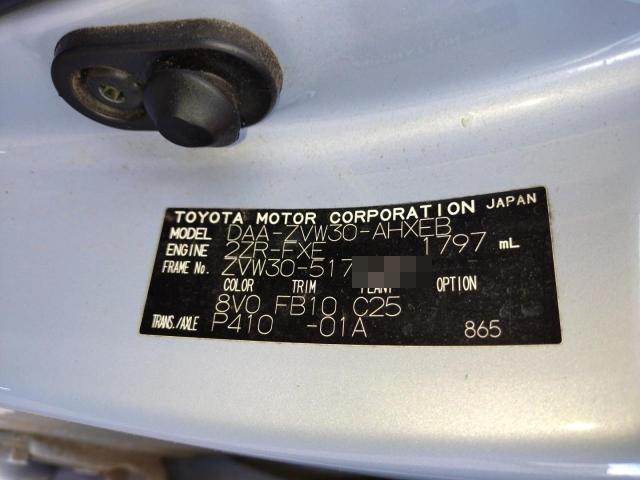 TOYOTA MOTOR CORPORATION JAPAN
MODEL DAA-ZVW30-AHXEB
ENGINE 2ZR-FXE 1797 mL
FRAME No. ZVW30-517
COLOR TRIM PLANT OPTION
8V0 FB10 C25
TRANS./AXLE P410 -01A 865